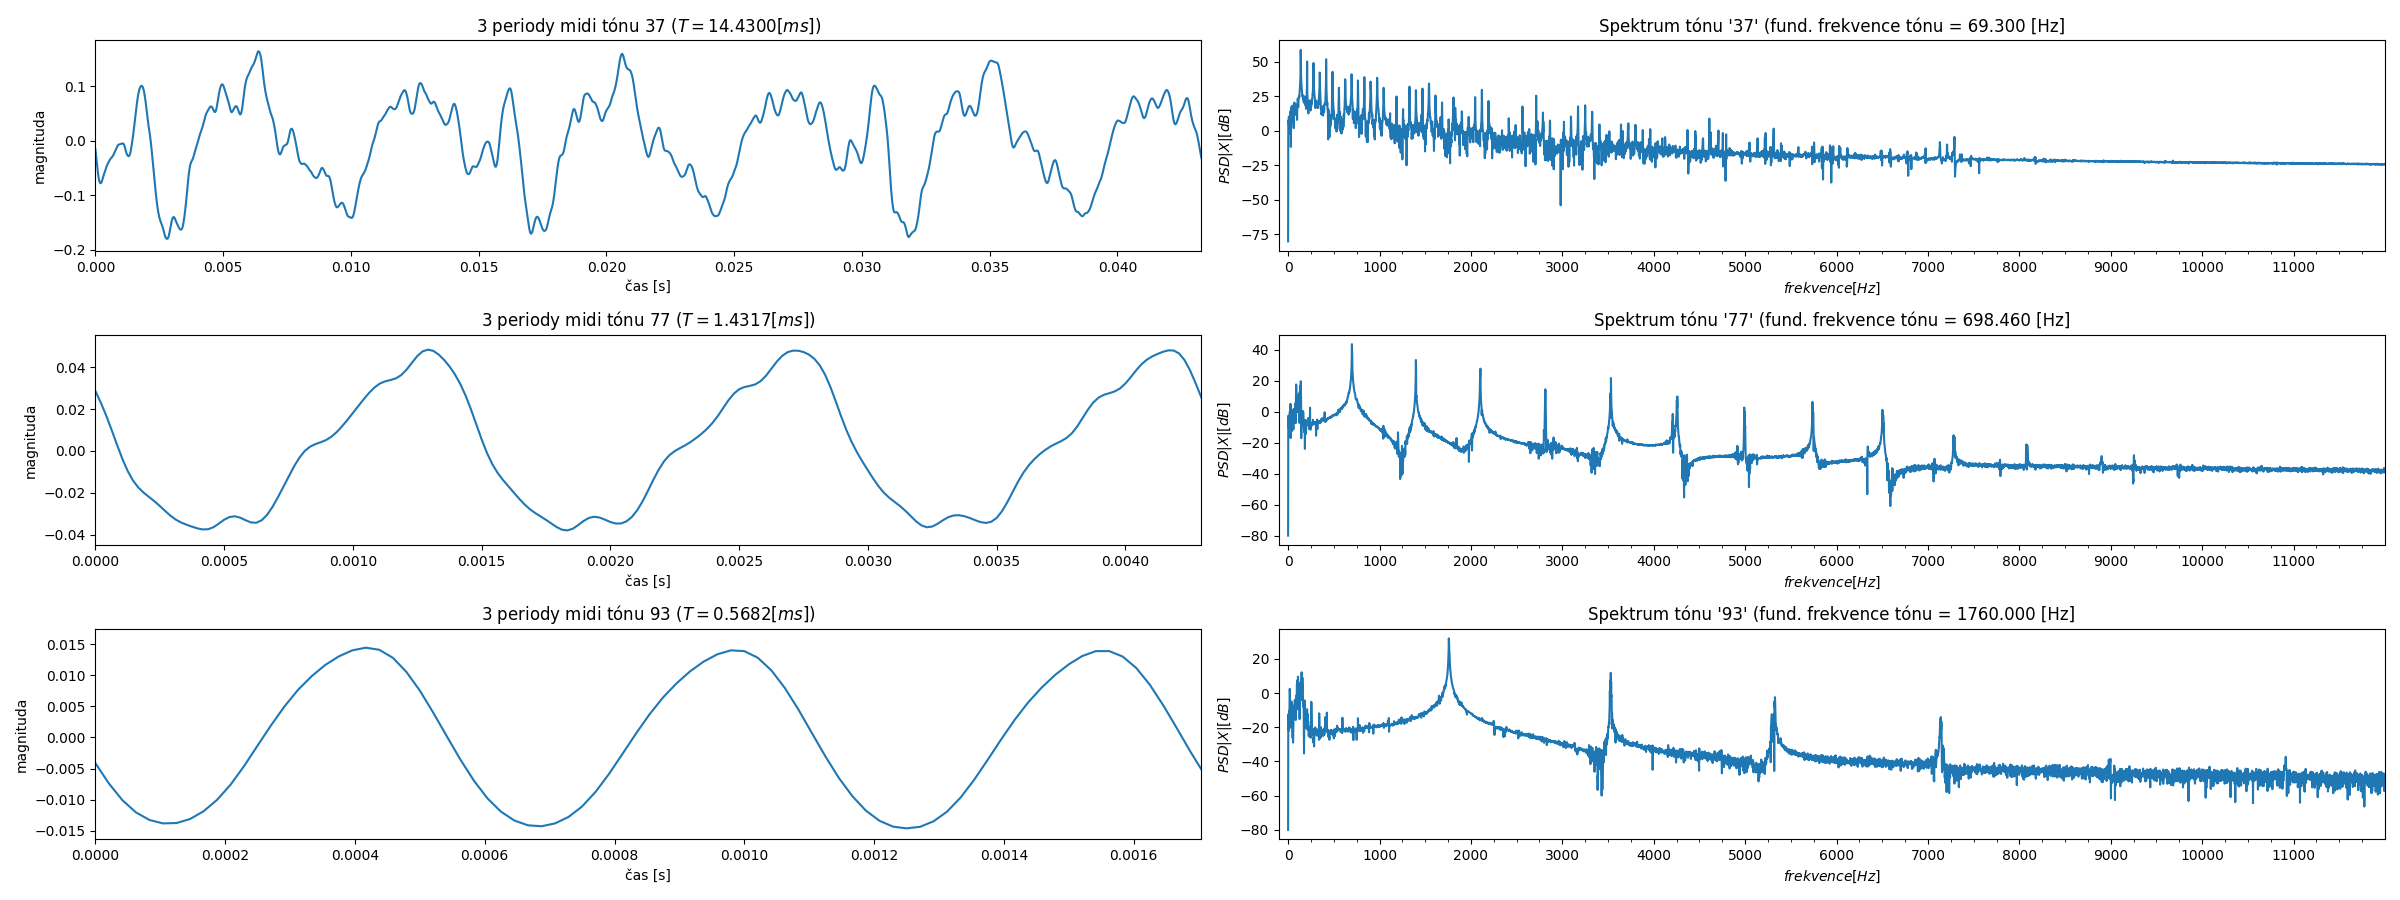 3 periody midi tónu 37 (T = 14.4300[ms])
magnituda
0.1
0.0
−0.1
−0.2
0.000 0.005 0.010 0.015 0.020 0.025 0.030 0.035 0.040
čas [s]
Spektrum tónu '37' (fund. frekvence tónu = 69.300 [Hz]
PSD|X|[dB]
50
25
0
−25
−50
−75
0 1000 2000 3000 4000 5000 6000 7000 8000 9000 10000 11000
frekvence[Hz]
3 periody midi tónu 77 (T = 1.4317[ms])
magnituda
0.04
0.02
0.00
−0.02
−0.04
0.0000 0.0005 0.0010 0.0015 0.0020 0.0025 0.0030 0.0035 0.0040
čas [s]
Spektrum tónu '77' (fund. frekvence tónu = 698.460 [Hz]
PSD|X|[dB]
40
20
0
−20
−40
−60
−80
0 1000 2000 3000 4000 5000 6000 7000 8000 9000 10000 11000
frekvence[Hz]
3 periody midi tónu 93 (T = 0.5682[ms])
magnituda
0.015
0.010
0.005
0.000
−0.005
−0.010
−0.015
0.0000 0.0002 0.0004 0.0006 0.0008 0.0010 0.0012 0.0014 0.0016
čas [s]
Spektrum tónu '93' (fund. frekvence tónu = 1760.000 [Hz]
PSD|X|[dB]
20
0
−20
−40
−60
−80
0 1000 2000 3000 4000 5000 6000 7000 8000 9000 10000 11000
frekvence[Hz]